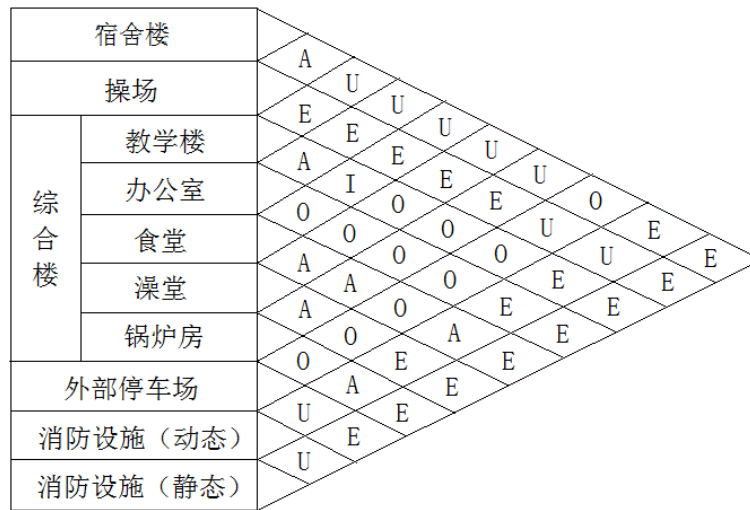 宿舍楼 A U U U U U O E E
操场 E E E E E U U E
综合楼
教学楼 A I O O O E E
办公室 O O O O E E
食堂 A A O A E
澡堂 A O E E
锅炉房 O A E
外部停车场 U E
消防设施（动态） U
消防设施（静态）